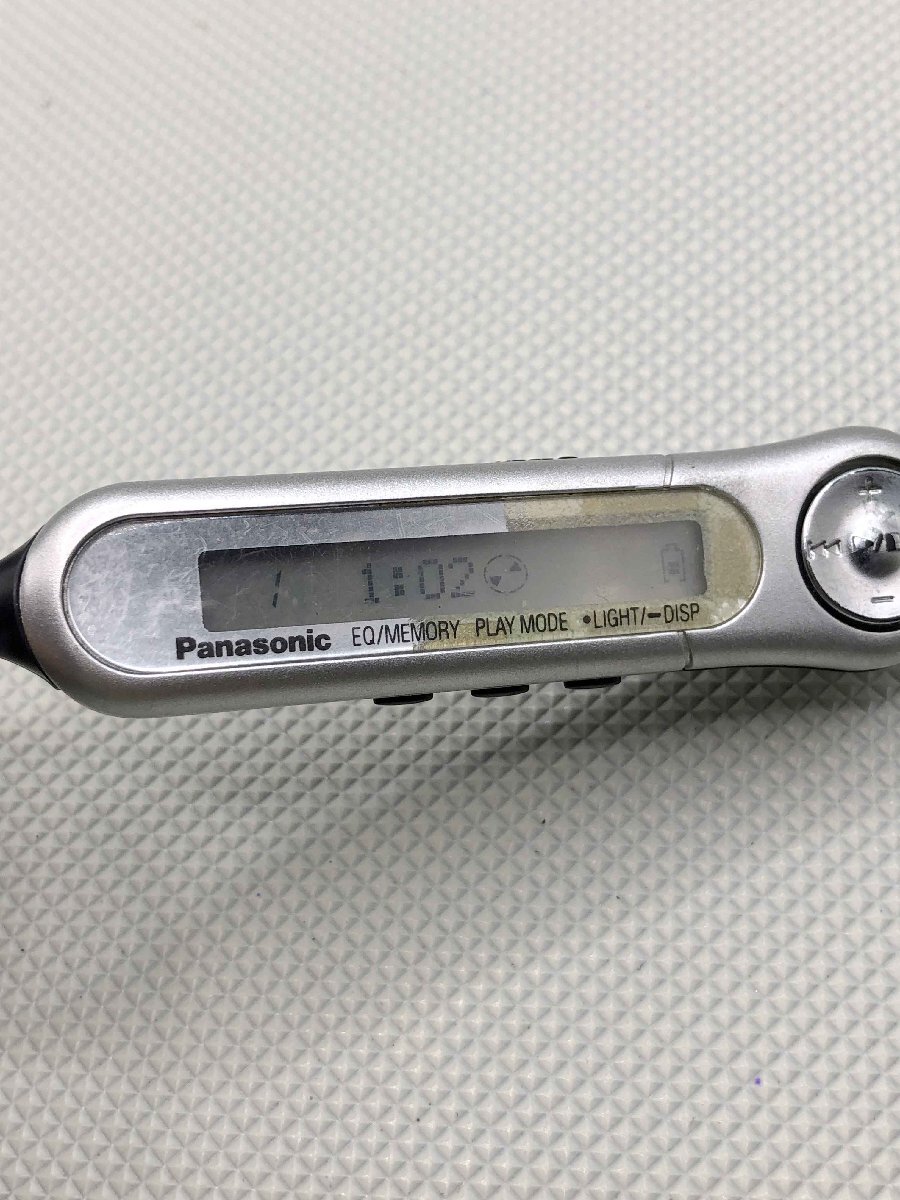 1 1:02
Panasonic EQ/MEMORY PLAY MODE •LIGHT/━DISP